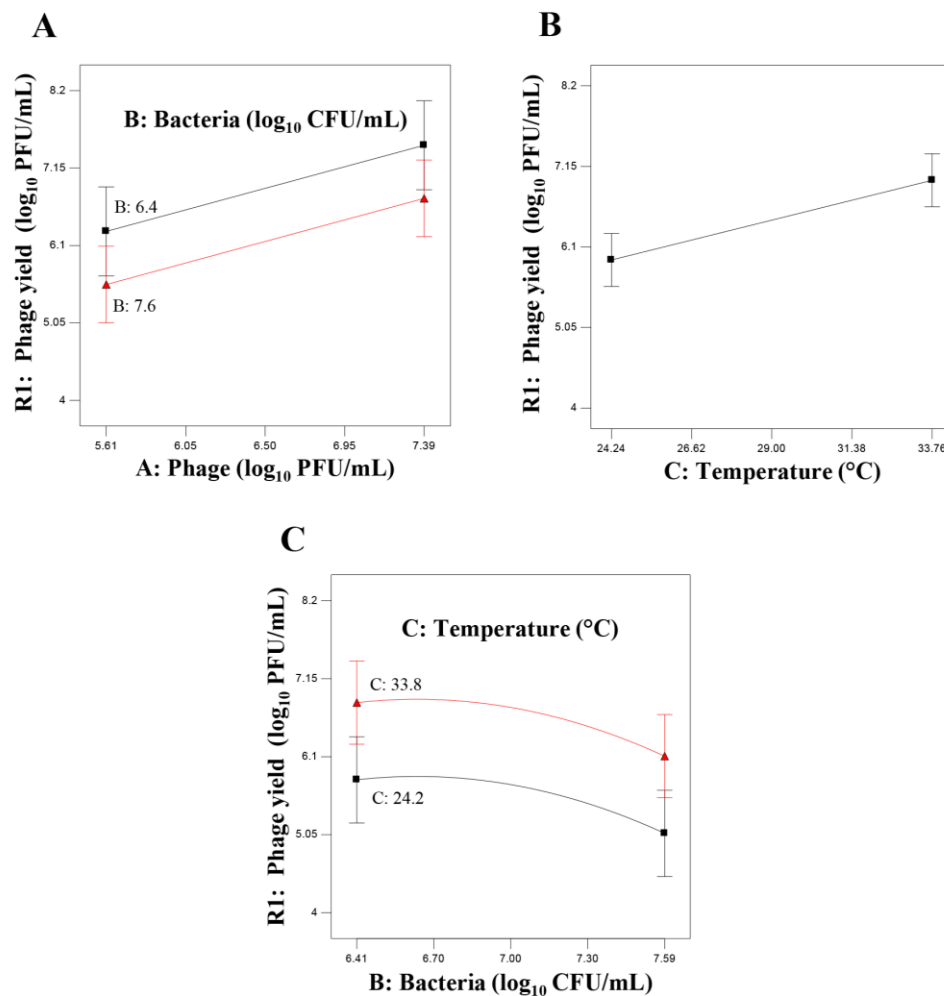 A
R1: Phage yield (log₁₀ PFU/mL)
8.2
7.15
6.1
5.05
4
B: Bacteria (log₁₀ CFU/mL)
B: 6.4
B: 7.6
5.61 6.05 6.50 6.95 7.39
A: Phage (log₁₀ PFU/mL)
B
R1: Phage yield (log₁₀ PFU/mL)
8.2
7.15
6.1
5.05
4
24.24 26.62 29.00 31.38 33.76
C: Temperature (°C)
C
R1: Phage yield (log₁₀ PFU/mL)
8.2
7.15
6.1
5.05
4
C: Temperature (°C)
C: 33.8
C: 24.2
6.41 6.70 7.00 7.30 7.59
B: Bacteria (log₁₀ CFU/mL)